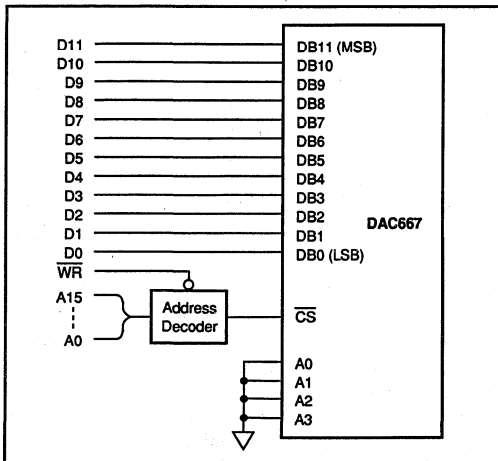 D11 DB11 (MSB)
D10 DB10
D9 DB9
D8 DB8
D7 DB7
D6 DB6
D5 DB5
D4 DB4
D3 DB3
D2 DB2
DAC667
D1 DB1
D0 DB0 (LSB)
WR
A15
Address
Decoder
CS
A0
A0
A1
A2
A3